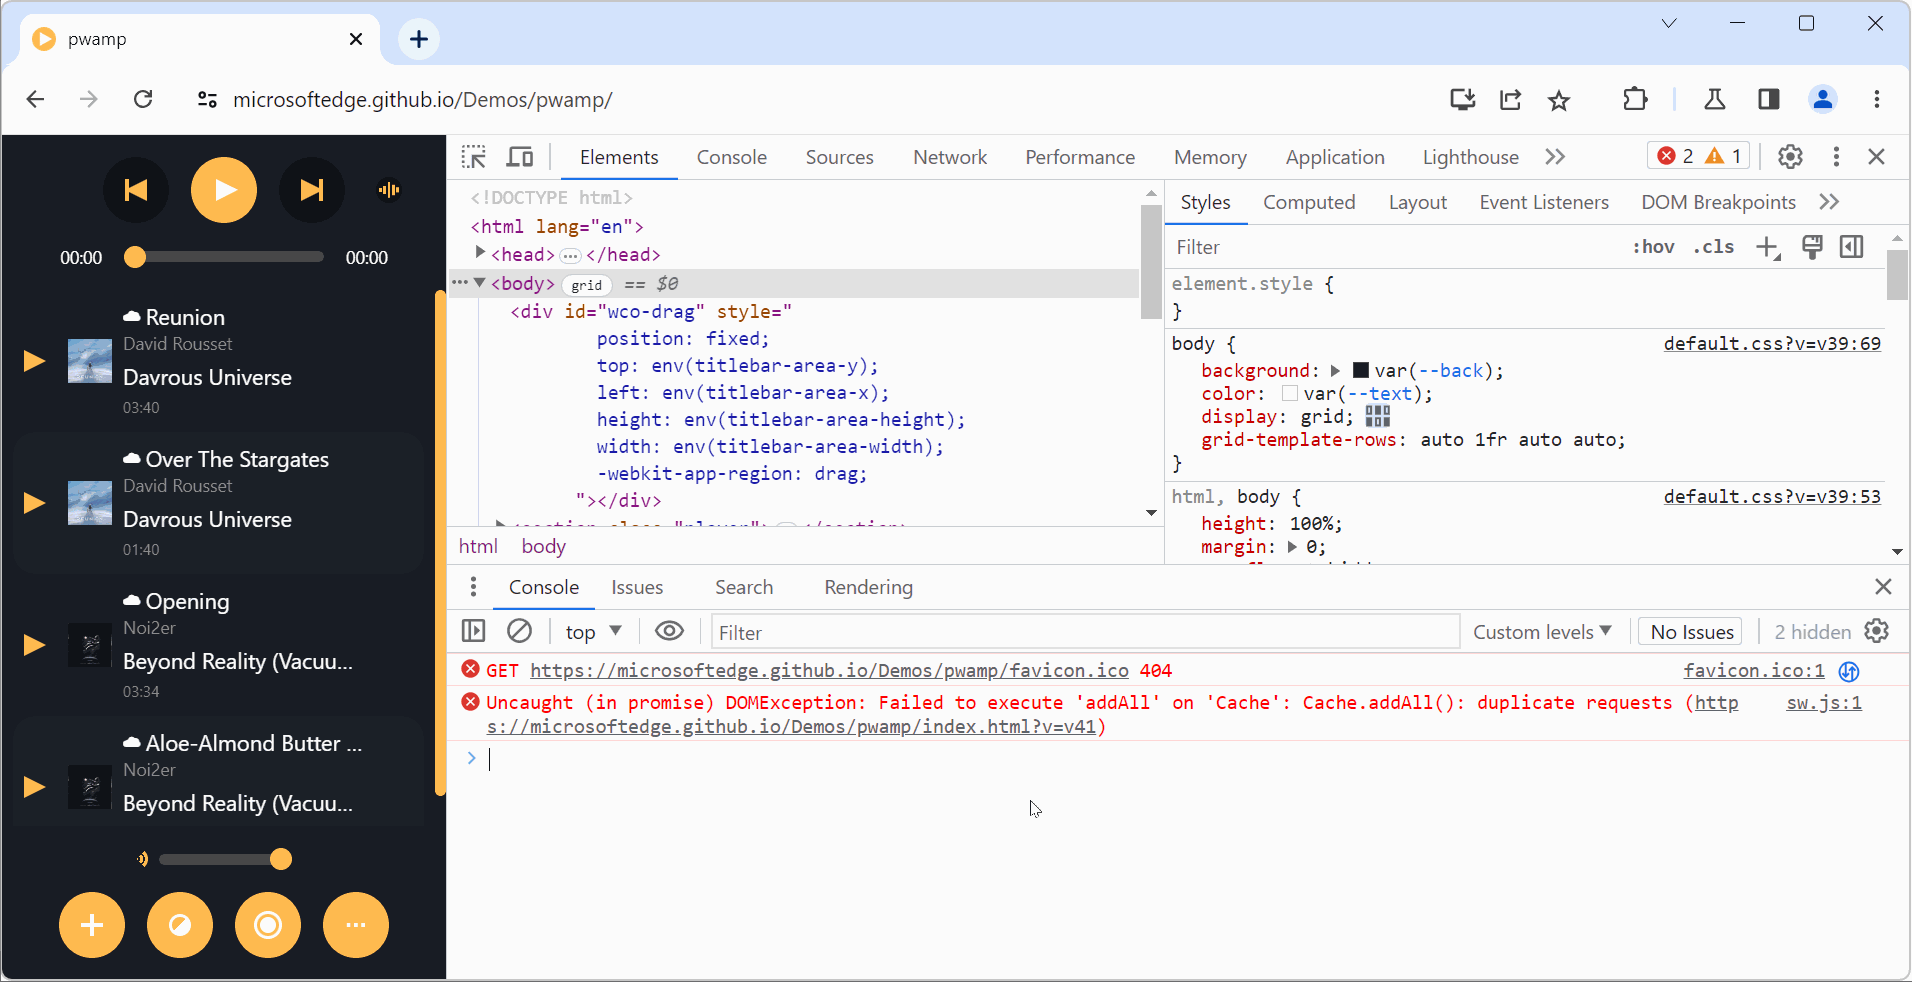 pwamp
microsoftedge.github.io/Demos/pwamp/
00:00
00:00
Reunion
David Rousset
Davrous Universe
03:40
Over The Stargates
David Rousset
Davrous Universe
01:40
Opening
Noi2er
Beyond Reality (Vacuu...
03:34
Aloe-Almond Butter ...
Noi2er
Beyond Reality (Vacuu...
Elements Console Sources Network Performance Memory Application Lighthouse 2 1
<!DOCTYPE html>
<html lang="en">
<head> ... </head>
<body> grid == $0
<div id="wco-drag" style="
position: fixed;
top: env(titlebar-area-y);
left: env(titlebar-area-x);
height: env(titlebar-area-height);
width: env(titlebar-area-width);
-webkit-app-region: drag;
"></div>
<section class="player"> </section>
html body
Styles Computed Layout Event Listeners DOM Breakpoints
Filter :hov .cls
element.style {
}
body { default.css?v=v39:69
background: var(--back);
color: var(--text);
display: grid;
grid-template-rows: auto 1fr auto auto;
}
html, body { default.css?v=v39:53
height: 100%;
margin: 0;
Console Issues Search Rendering
top Filter Custom levels No Issues 2 hidden
GET https://microsoftedge.github.io/Demos/pwamp/favicon.ico 404 favicon.ico:1
Uncaught (in promise) DOMException: Failed to execute 'addAll' on 'Cache': Cache.addAll(): duplicate requests (http sw.js:1
s://microsoftedge.github.io/Demos/pwamp/index.html?v=v41)